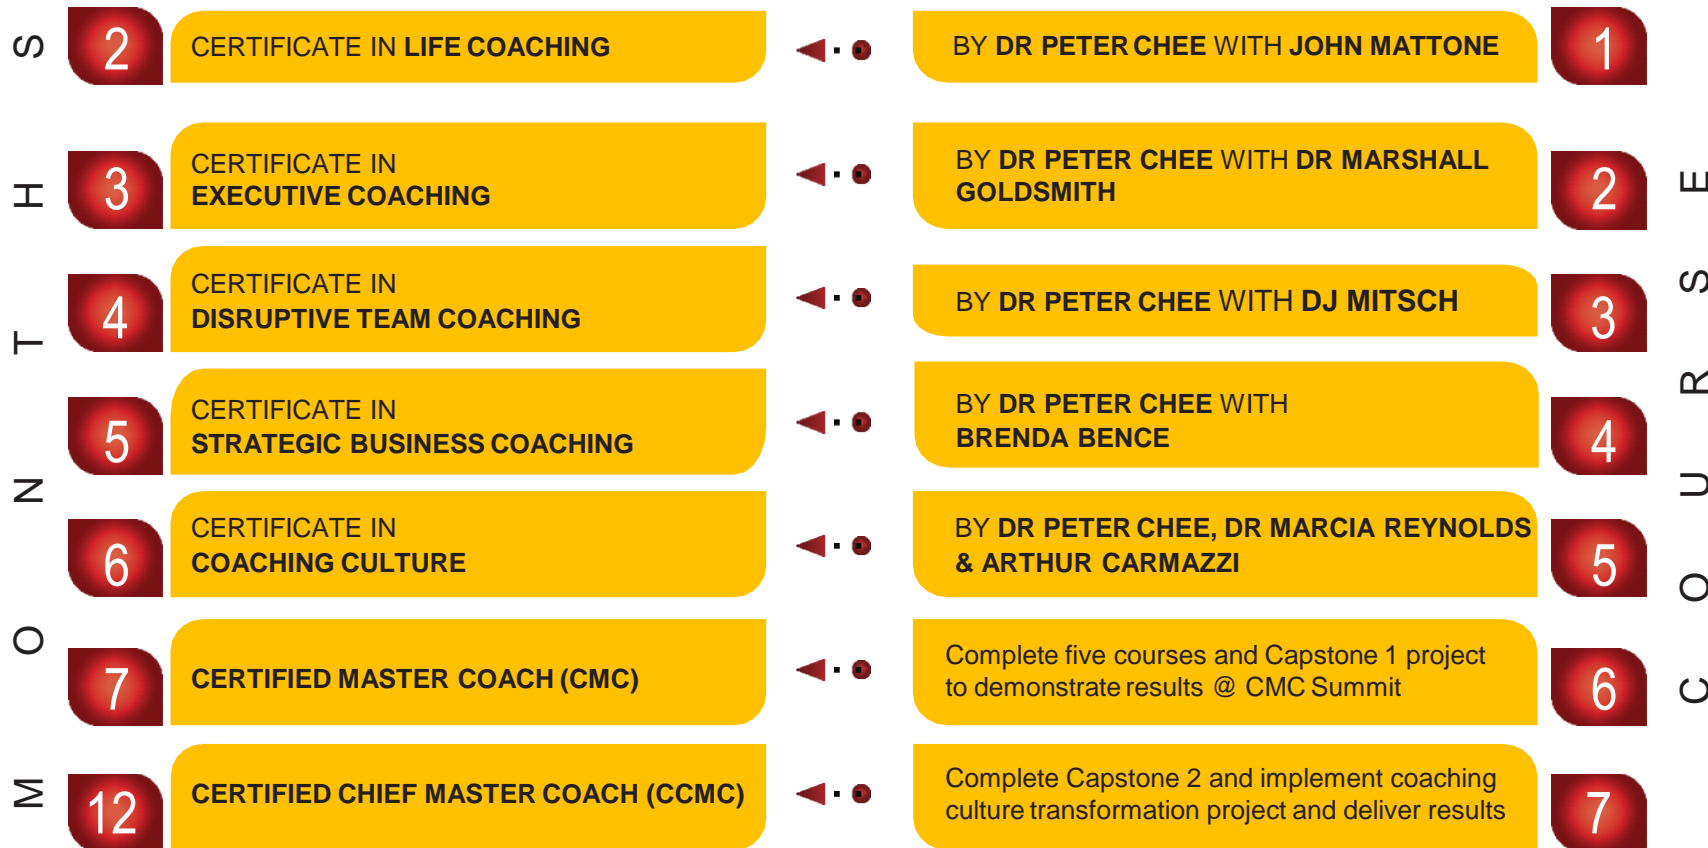 MONTHS
COURSE
2
CERTIFICATE IN LIFE COACHING
BY DR PETER CHEE WITH JOHN MATTONE
1
3
CERTIFICATE IN
EXECUTIVE COACHING
BY DR PETER CHEE WITH DR MARSHALL
GOLDSMITH
2
4
CERTIFICATE IN
DISRUPTIVE TEAM COACHING
BY DR PETER CHEE WITH DJ MITSCH
3
5
CERTIFICATE IN
STRATEGIC BUSINESS COACHING
BY DR PETER CHEE WITH
BRENDA BENCE
4
6
CERTIFICATE IN
COACHING CULTURE
BY DR PETER CHEE, DR MARCIA REYNOLDS
& ARTHUR CARMAZZI
5
7
CERTIFIED MASTER COACH (CMC)
Complete five courses and Capstone 1 project
to demonstrate results @ CMC Summit
6
12
CERTIFIED CHIEF MASTER COACH (CCMC)
Complete Capstone 2 and implement coaching
culture transformation project and deliver results
7